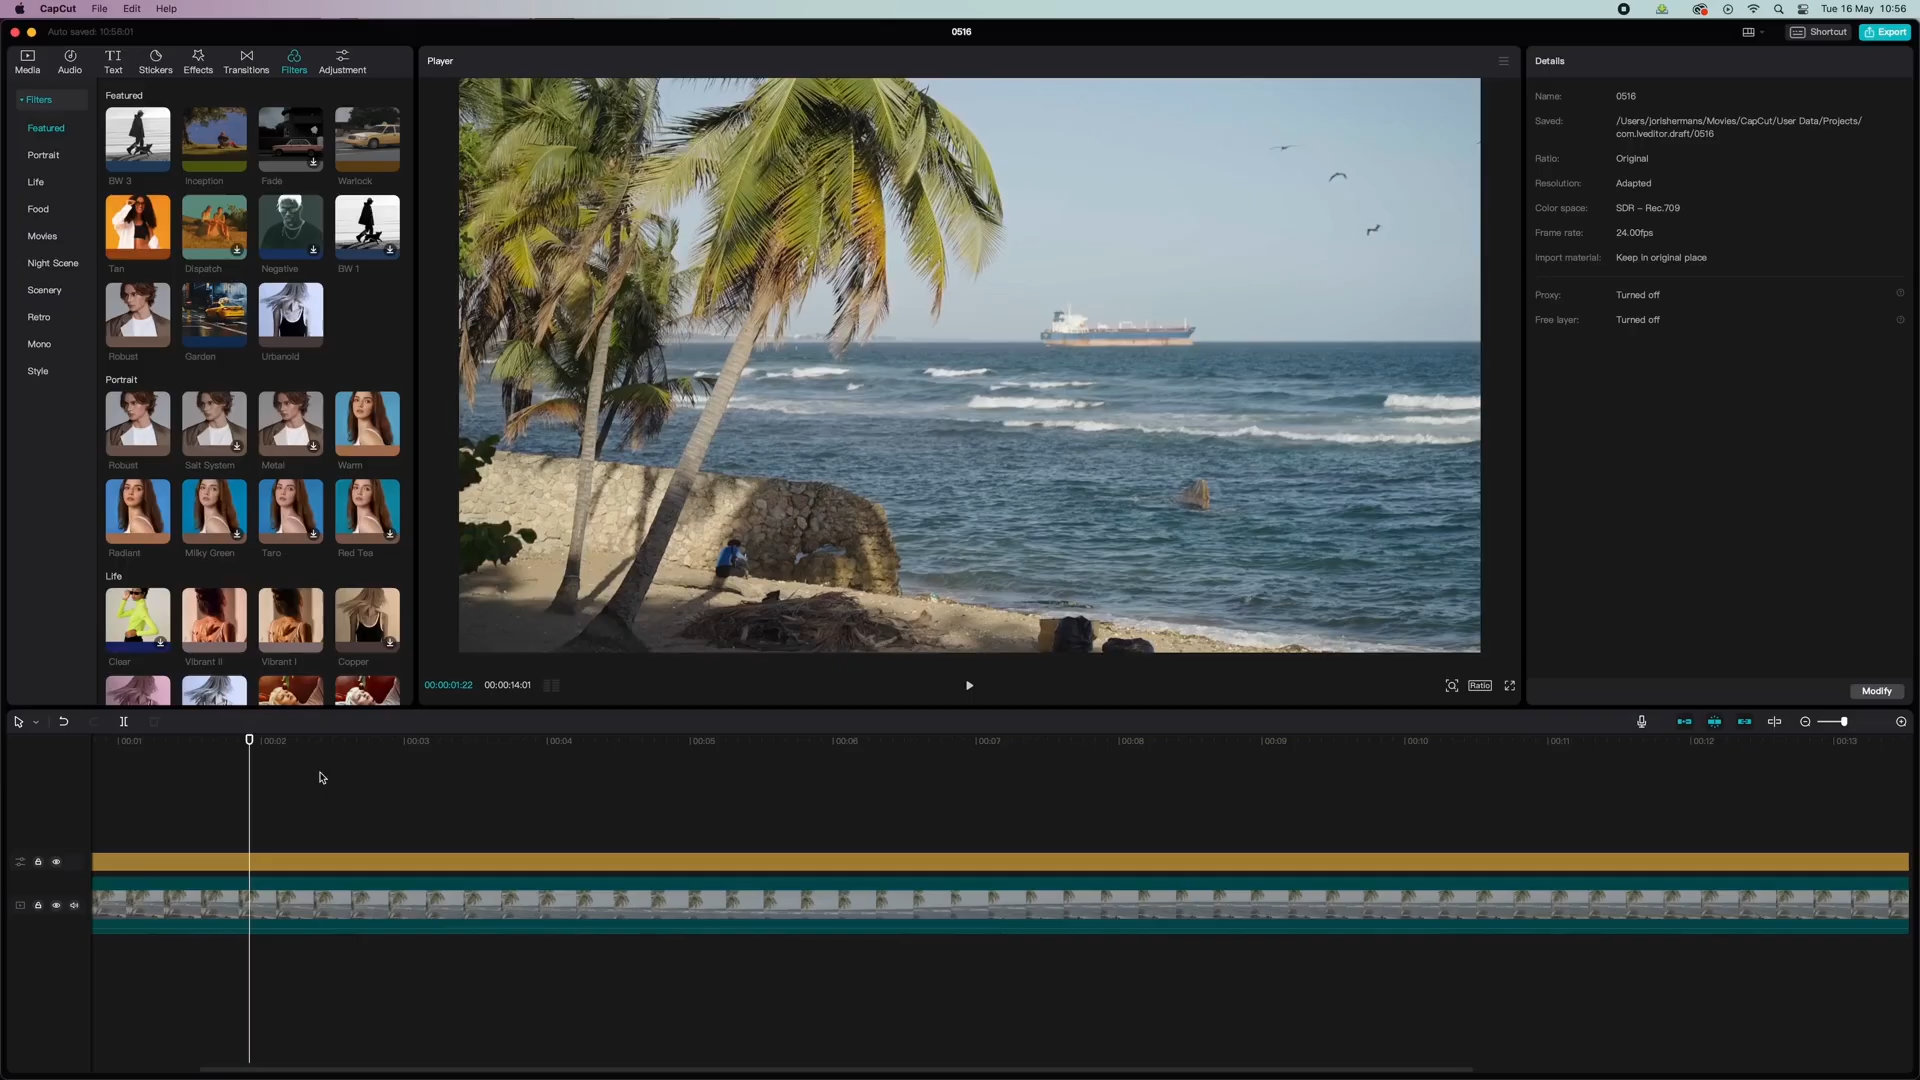 CapCut File Edit Help
Tue 16 May 10:56
Auto saved: 10:56:01
0516
Shortcut
Export
Media Audio Text Stickers Effects Transitions Filters Adjustment
Filters
Featured
Portrait
Life
Food
Movies
Night Scene
Scenery
Retro
Mono
Style
Featured
BW 3 Inception Fade Warlock
Tan Dispatch Negative BW 1
Robust Garden Urbanoid
Portrait
Robust Salt System Metal Warm
Radiant Milky Green Taro Red Tea
Life
Clear Vibrant II Vibrant I Copper
Player
00:00:01:22 00:00:14:01
Ratio
Details
Name: 0516
Saved: /Users/jorishermans/Movies/CapCut/User Data/Projects/
com.lveditor.draft/0516
Ratio: Original
Resolution: Adapted
Color space: SDR – Rec.709
Frame rate: 24.00fps
Import material: Keep in original place
Proxy: Turned off
Free layer: Turned off
Modify
00:01 00:02 00:03 00:04 00:05 00:06 00:07 00:08 00:09 00:10 00:11 00:12 00:13